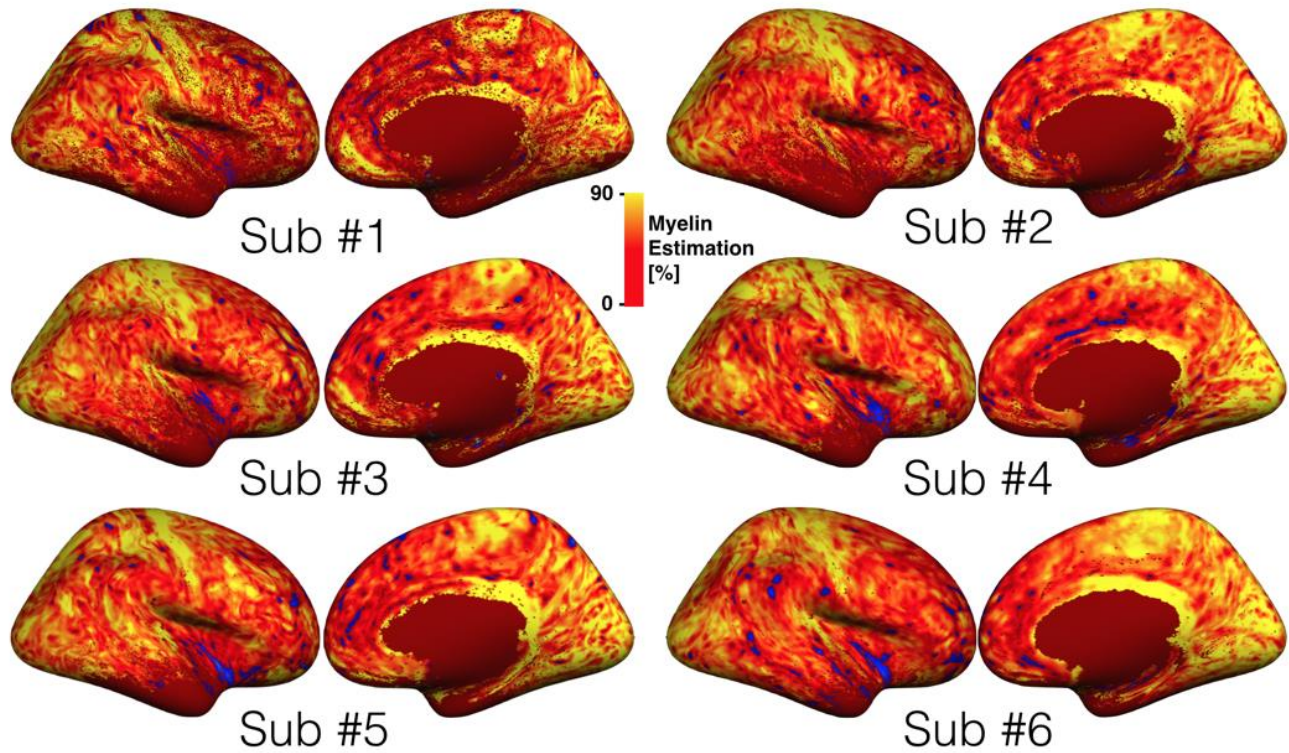 Sub #1
90
Myelin
Estimation
[%]
0
Sub #2
Sub #3
Sub #4
Sub #5
Sub #6